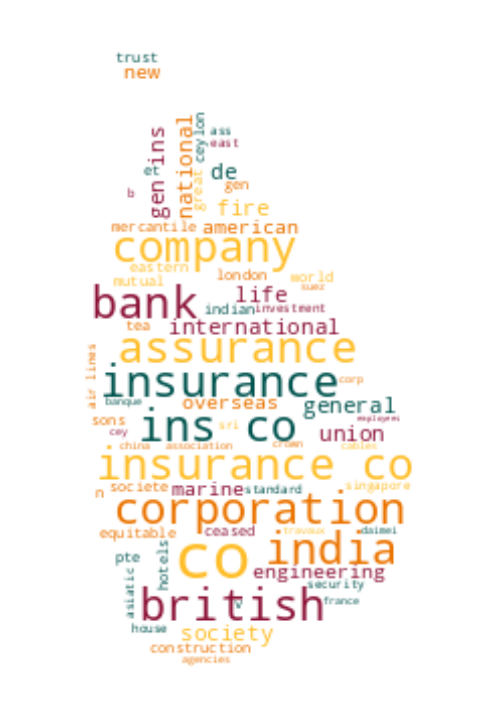 trust
new
ceylon
ass
east
national
gen ins
et
de
great
gen
b
fire
mercantile
american
company
eastern
london
world
mutual
suez
life
bank
indian
investment
tea
international
assurance
air lines
insurance
corp
banque
overseas
general
sons
employees
ins co
sri
cey
union
china
association
crown
cables
insurance co
n
societe
marine
standard
singapore
corporation
equitable
ceased
travaux
daimei
pte
hotels
co
india
engineering
asiatic
security
british
v
france
house
society
construction
agencies